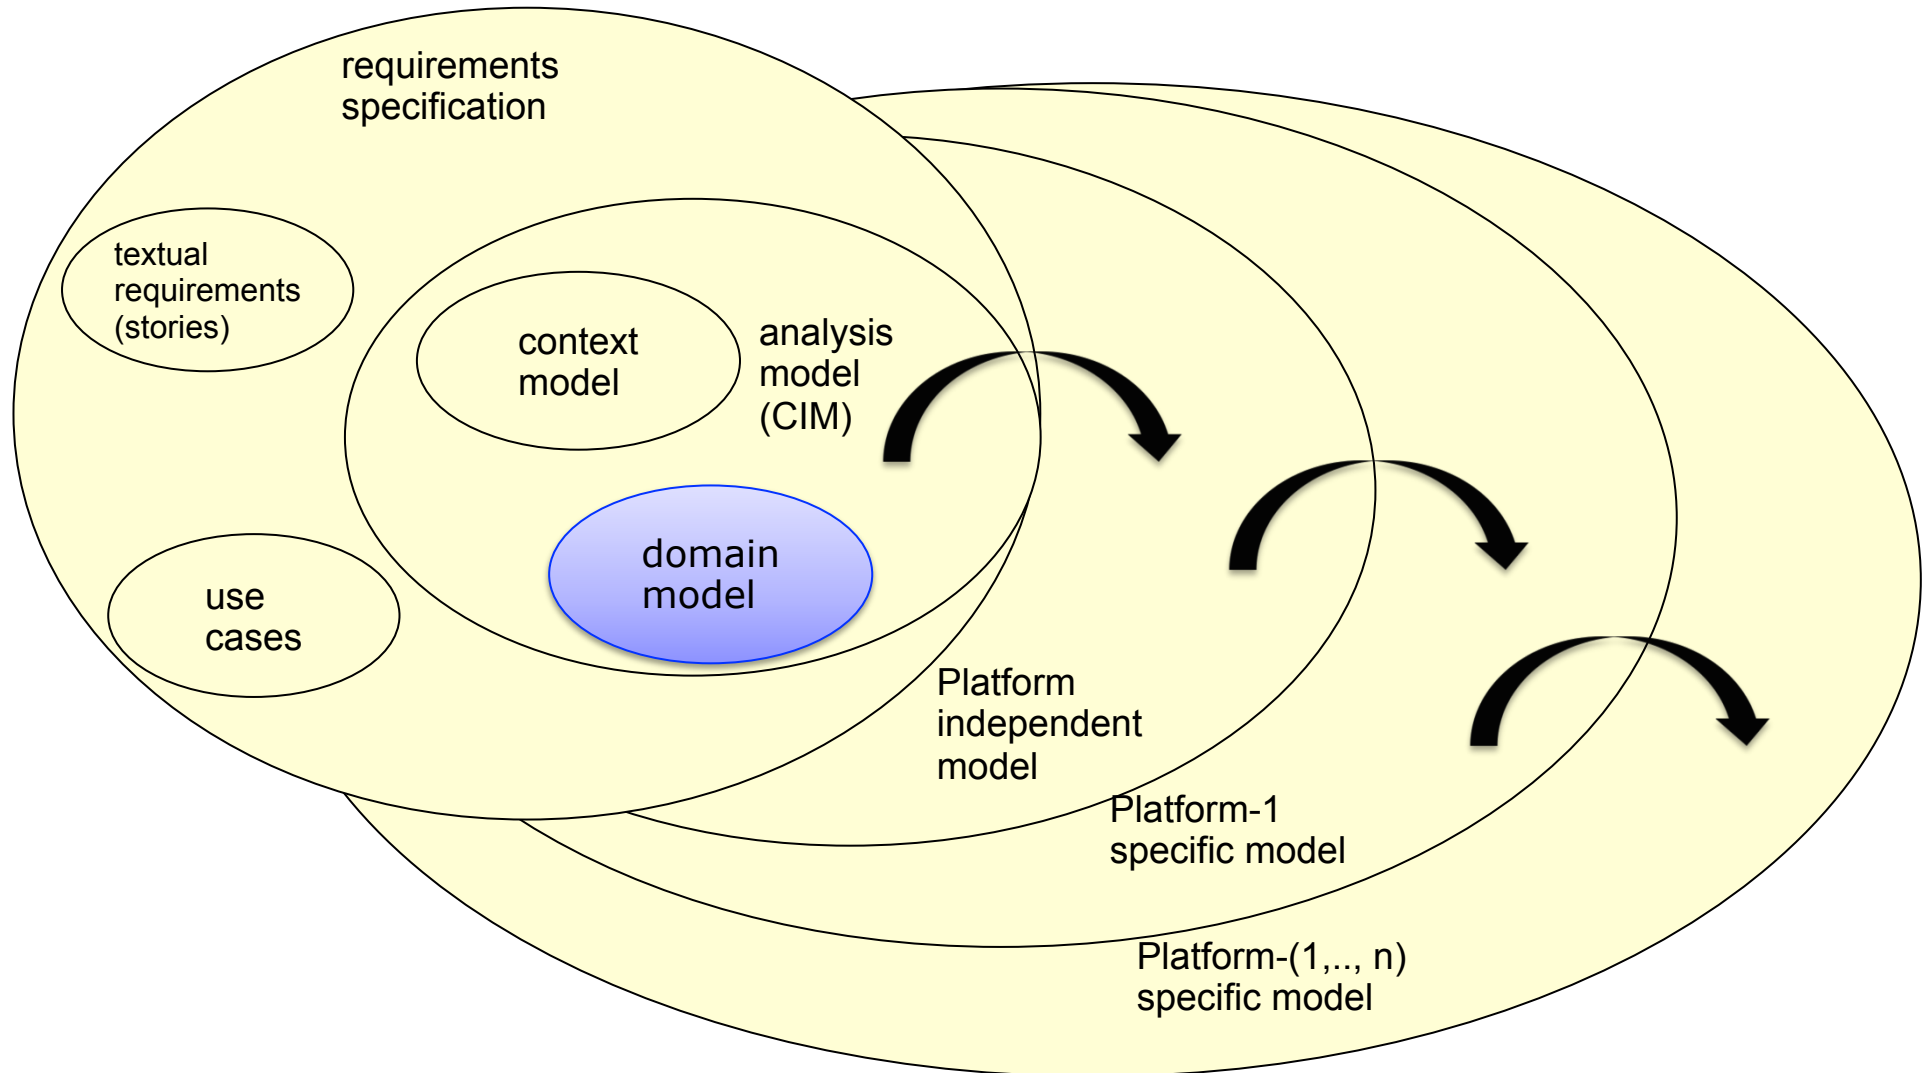 requirements
specification
textual
requirements
(stories)
context
model
analysis
model
(CIM)
domain
model
use
cases
Platform
independent
model
Platform-1
specific model
Platform-(1,.., n)
specific model